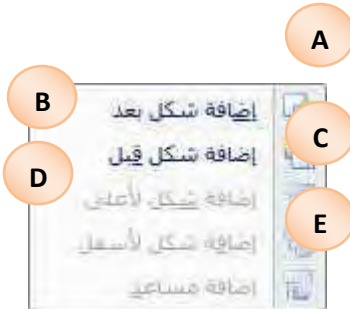 A
B
إضافة شكل بعد
C
إضافة شكل قبل
D
إضافة شكل لأعلى
E
إضافة شكل لأسفل
إضافة مساعد